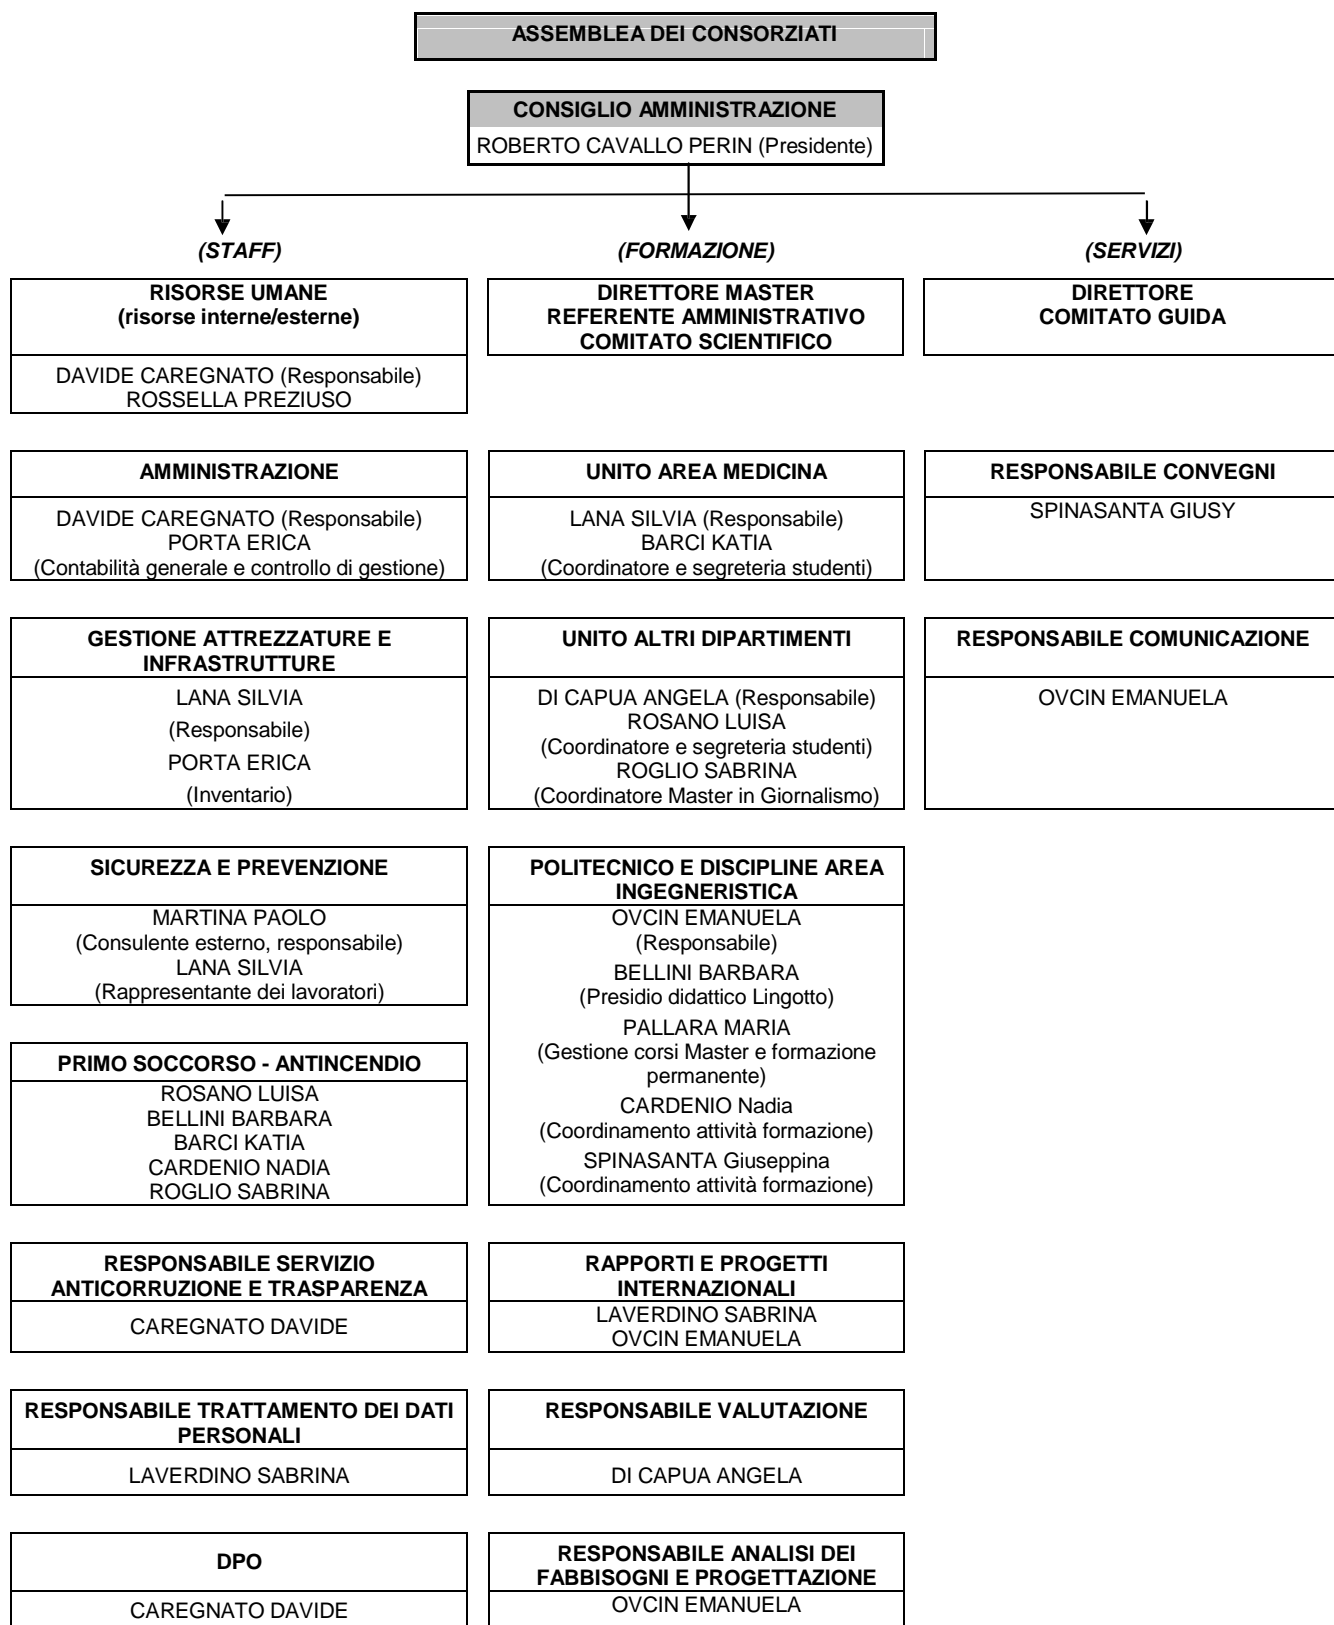 ASSEMBLEA DEI CONSORZIATI
CONSIGLIO AMMINISTRAZIONE
ROBERTO CAVALLO PERIN (Presidente)
(STAFF)
RISORSE UMANE
(risorse interne/esterne)
DAVIDE CAREGNATO (Responsabile)
ROSSELLA PREZIUSO
AMMINISTRAZIONE
DAVIDE CAREGNATO (Responsabile)
PORTA ERICA
(Contabilità generale e controllo di gestione)
GESTIONE ATTREZZATURE E
INFRASTRUTTURE
LANA SILVIA
(Responsabile)
PORTA ERICA
(Inventario)
SICUREZZA E PREVENZIONE
MARTINA PAOLO
(Consulente esterno, responsabile)
LANA SILVIA
(Rappresentante dei lavoratori)
PRIMO SOCCORSO - ANTINCENDIO
ROSANO LUISA
BELLINI BARBARA
BARCI KATIA
CARDENIO NADIA
ROGLIO SABRINA
RESPONSABILE SERVIZIO
ANTICORRUZIONE E TRASPARENZA
CAREGNATO DAVIDE
RESPONSABILE TRATTAMENTO DEI DATI
PERSONALI
LAVERDINO SABRINA
DPO
CAREGNATO DAVIDE
(FORMAZIONE)
DIRETTORE MASTER
REFERENTE AMMINISTRATIVO
COMITATO SCIENTIFICO
UNITO AREA MEDICINA
LANA SILVIA (Responsabile)
BARCI KATIA
(Coordinatore e segreteria studenti)
UNITO ALTRI DIPARTIMENTI
DI CAPUA ANGELA (Responsabile)
ROSANO LUISA
(Coordinatore e segreteria studenti)
ROGLIO SABRINA
(Coordinatore Master in Giornalismo)
POLITECNICO E DISCIPLINE AREA
INGEGNERISTICA
OVCIN EMANUELA
(Responsabile)
BELLINI BARBARA
(Presidio didattico Lingotto)
PALLARA MARIA
(Gestione corsi Master e formazione
permanente)
CARDENIO Nadia
(Coordinamento attività formazione)
SPINASANTA Giuseppina
(Coordinamento attività formazione)
RAPPORTI E PROGETTI
INTERNAZIONALI
LAVERDINO SABRINA
OVCIN EMANUELA
RESPONSABILE VALUTAZIONE
DI CAPUA ANGELA
RESPONSABILE ANALISI DEI
FABBISOGNI E PROGETTAZIONE
OVCIN EMANUELA
(SERVIZI)
DIRETTORE
COMITATO GUIDA
RESPONSABILE CONVEGNI
SPINASANTA GIUSY
RESPONSABILE COMUNICAZIONE
OVCIN EMANUELA